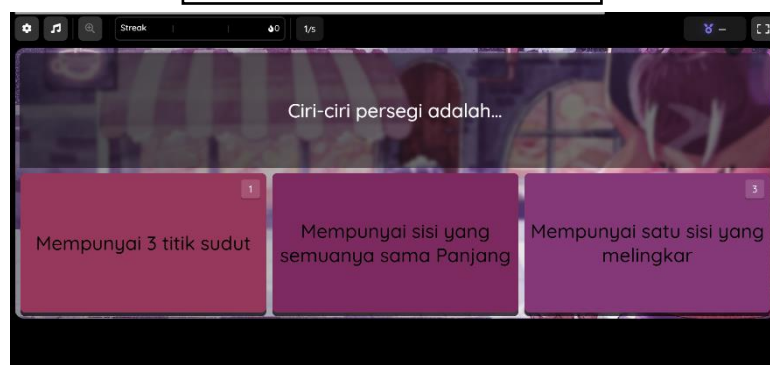 Streak
0
1/5
–
Ciri-ciri persegi adalah...
1
Mempunyai 3 titik sudut
Mempunyai sisi yang
semuanya sama Panjang
3
Mempunyai satu sisi yang
melingkar